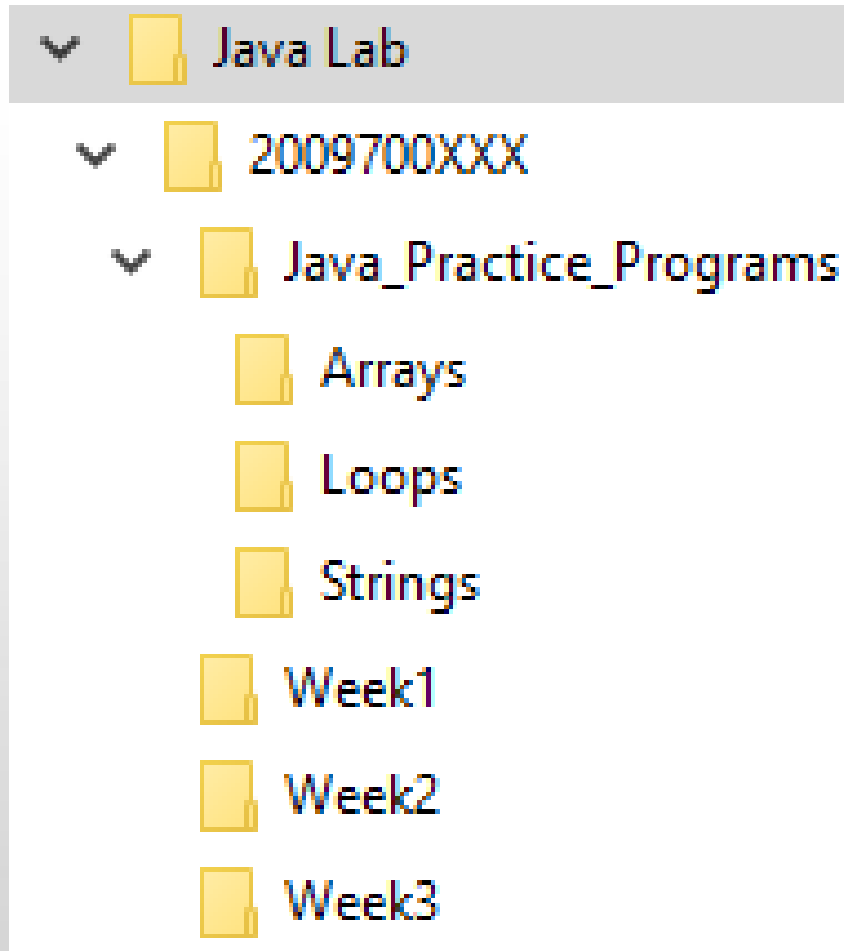 Java Lab
2009700XXX
Java_Practice_Programs
Arrays
Loops
Strings
Week1
Week2
Week3